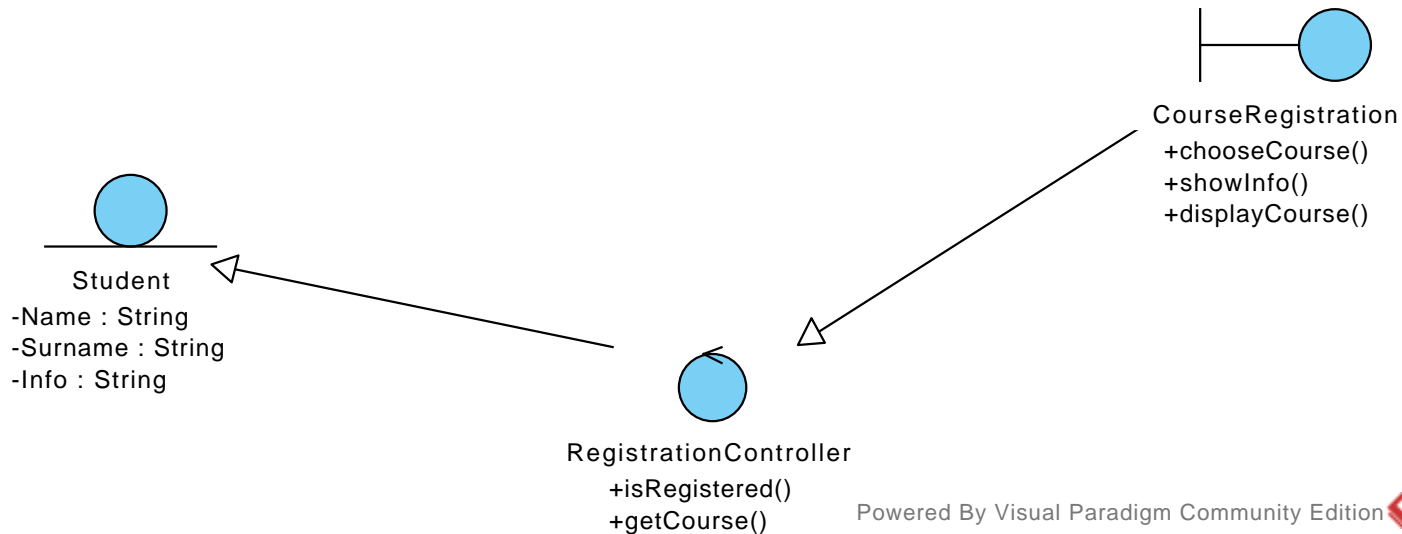 CourseRegistration
+chooseCourse()
+showInfo()
+displayCourse()
Student
-Name : String
-Surname : String
-Info : String
RegistrationController
+isRegistered()
+getCourse()
Powered By Visual Paradigm Community Edition